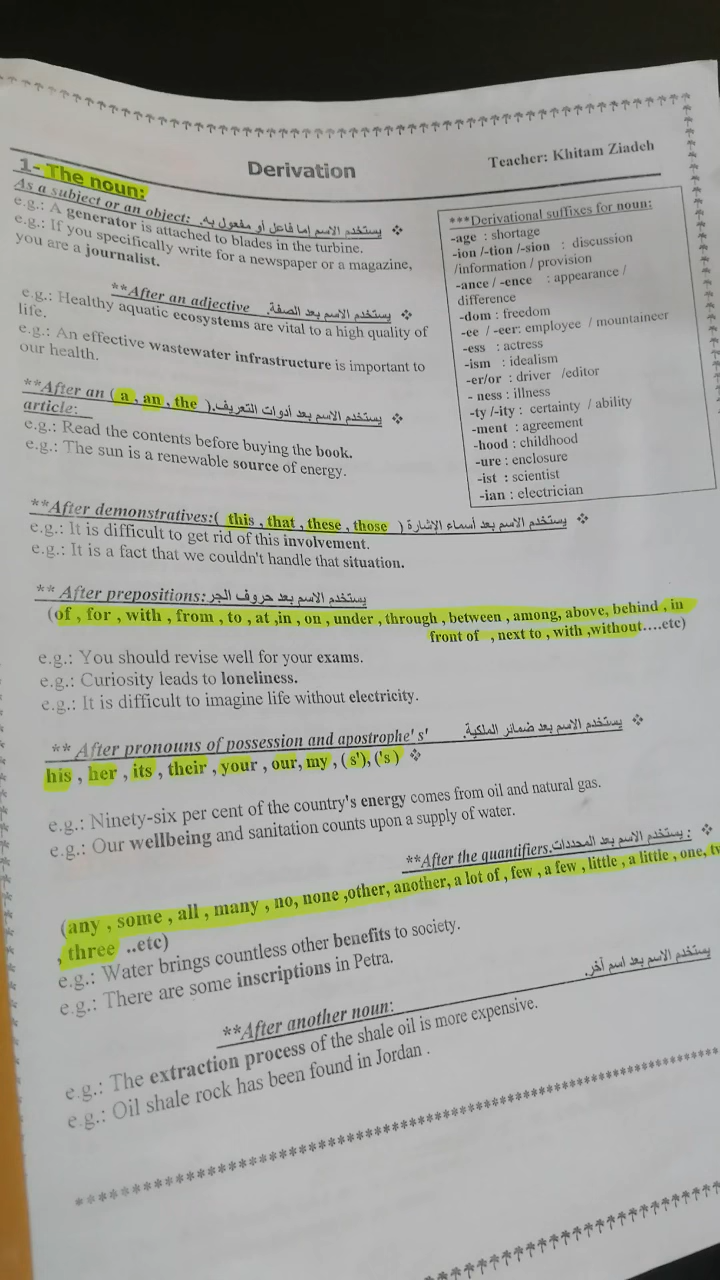 Derivation
Teacher: Khitam Ziadeh
1- The noun:
As a subject or an object: يستخدم الاسم إما فاعل أو مفعول به.
e.g.: A generator is attached to blades in the turbine.
e.g.: If you specifically write for a newspaper or a magazine,
you are a journalist.
**After an adjective يستخدم الاسم بعد الصفة.
e.g.: Healthy aquatic ecosystems are vital to a high quality of
life.
e.g.: An effective wastewater infrastructure is important to
our health.
**After an ( a , an , the ).يستخدم الاسم بعد أدوات التعريف
article:
e.g.: Read the contents before buying the book.
e.g.: The sun is a renewable source of energy.
***Derivational suffixes for noun:
-age : shortage
-ion /-tion /-sion : discussion
/information / provision
-ance / -ence : appearance /
difference
-dom : freedom
-ee / -eer: employee / mountaineer
-ess : actress
-ism : idealism
-er/or : driver /editor
- ness : illness
-ty /-ity : certainty / ability
-ment : agreement
-hood : childhood
-ure : enclosure
-ist : scientist
-ian : electrician
**After demonstratives:( this , that , these , those ) يستخدم الاسم بعد أسماء الإشارة
e.g.: It is difficult to get rid of this involvement.
e.g.: It is a fact that we couldn't handle that situation.
** After prepositions: يستخدم الاسم بعد حروف الجر
(of , for , with , from , to , at ,in , on , under , through , between , among, above, behind , in
front of , next to , with ,without....etc)
e.g.: You should revise well for your exams.
e.g.: Curiosity leads to loneliness.
e.g.: It is difficult to imagine life without electricity.
** After pronouns of possession and apostrophe' s' يستخدم الاسم بعد ضمائر الملكية.
his , her , its , their , your , our, my , ( s'), ('s )
e.g.: Ninety-six per cent of the country's energy comes from oil and natural gas.
e.g.: Our wellbeing and sanitation counts upon a supply of water.
**After the quantifiers.يستخدم الاسم بعد المحددات :
(any , some , all , many , no, none ,other, another, a lot of , few , a few , little , a little , one,
, three ..etc)
e.g.: Water brings countless other benefits to society.
e.g.: There are some inscriptions in Petra.
**After another noun: يستخدم الاسم بعد اسم آخر.
e.g.: The extraction process of the shale oil is more expensive.
e.g.: Oil shale rock has been found in Jordan .